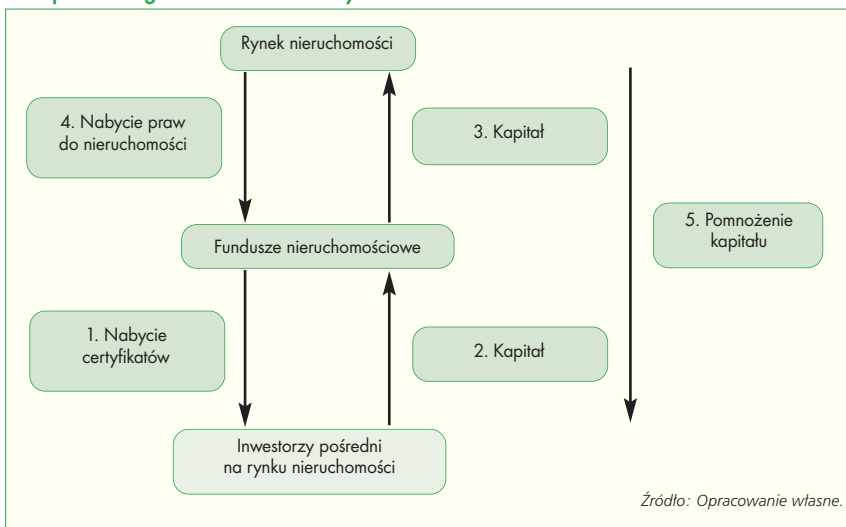 Rynek nieruchomości
4. Nabycie praw
do nieruchomości
3. Kapitał
5. Pomnożenie
kapitału
Fundusze nieruchomościowe
1. Nabycie
certyfikatów
2. Kapitał
Inwestorzy pośredni
na rynku nieruchomości
Źródło: Opracowanie własne.